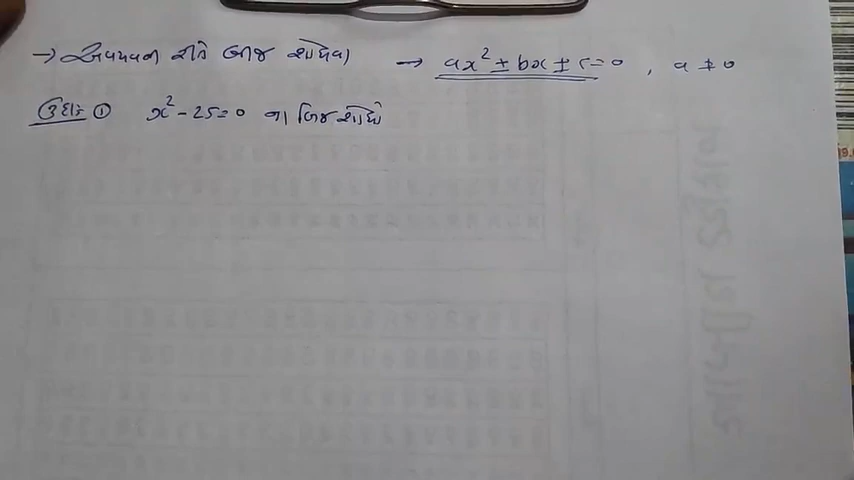 → અવયવની રીતે બીજ શોધવા → ax² ± bx ± c = 0 , a ≠ 0
ઉદા: ① x² - 25 = 0 ના બીજ શોધો